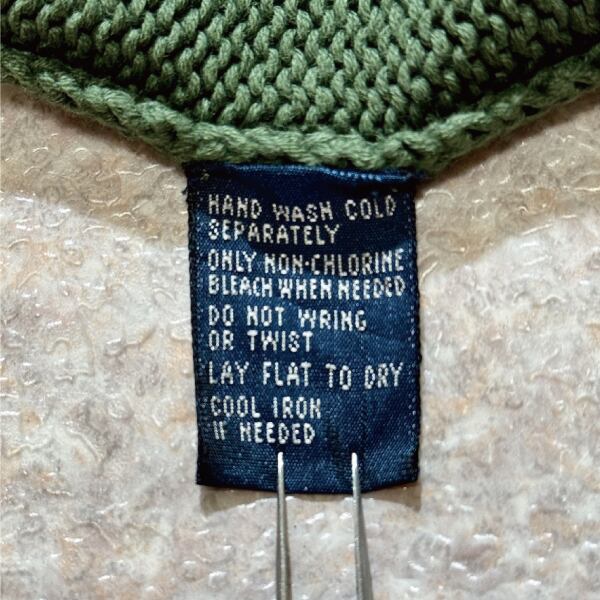 HAND WASH COLD
SEPARATELY
ONLY NON-CHLORINE
BLEACH WHEN NEEDED
DO NOT WRING
OR TWIST
LAY FLAT TO DRY
COOL IRON
IF NEEDED